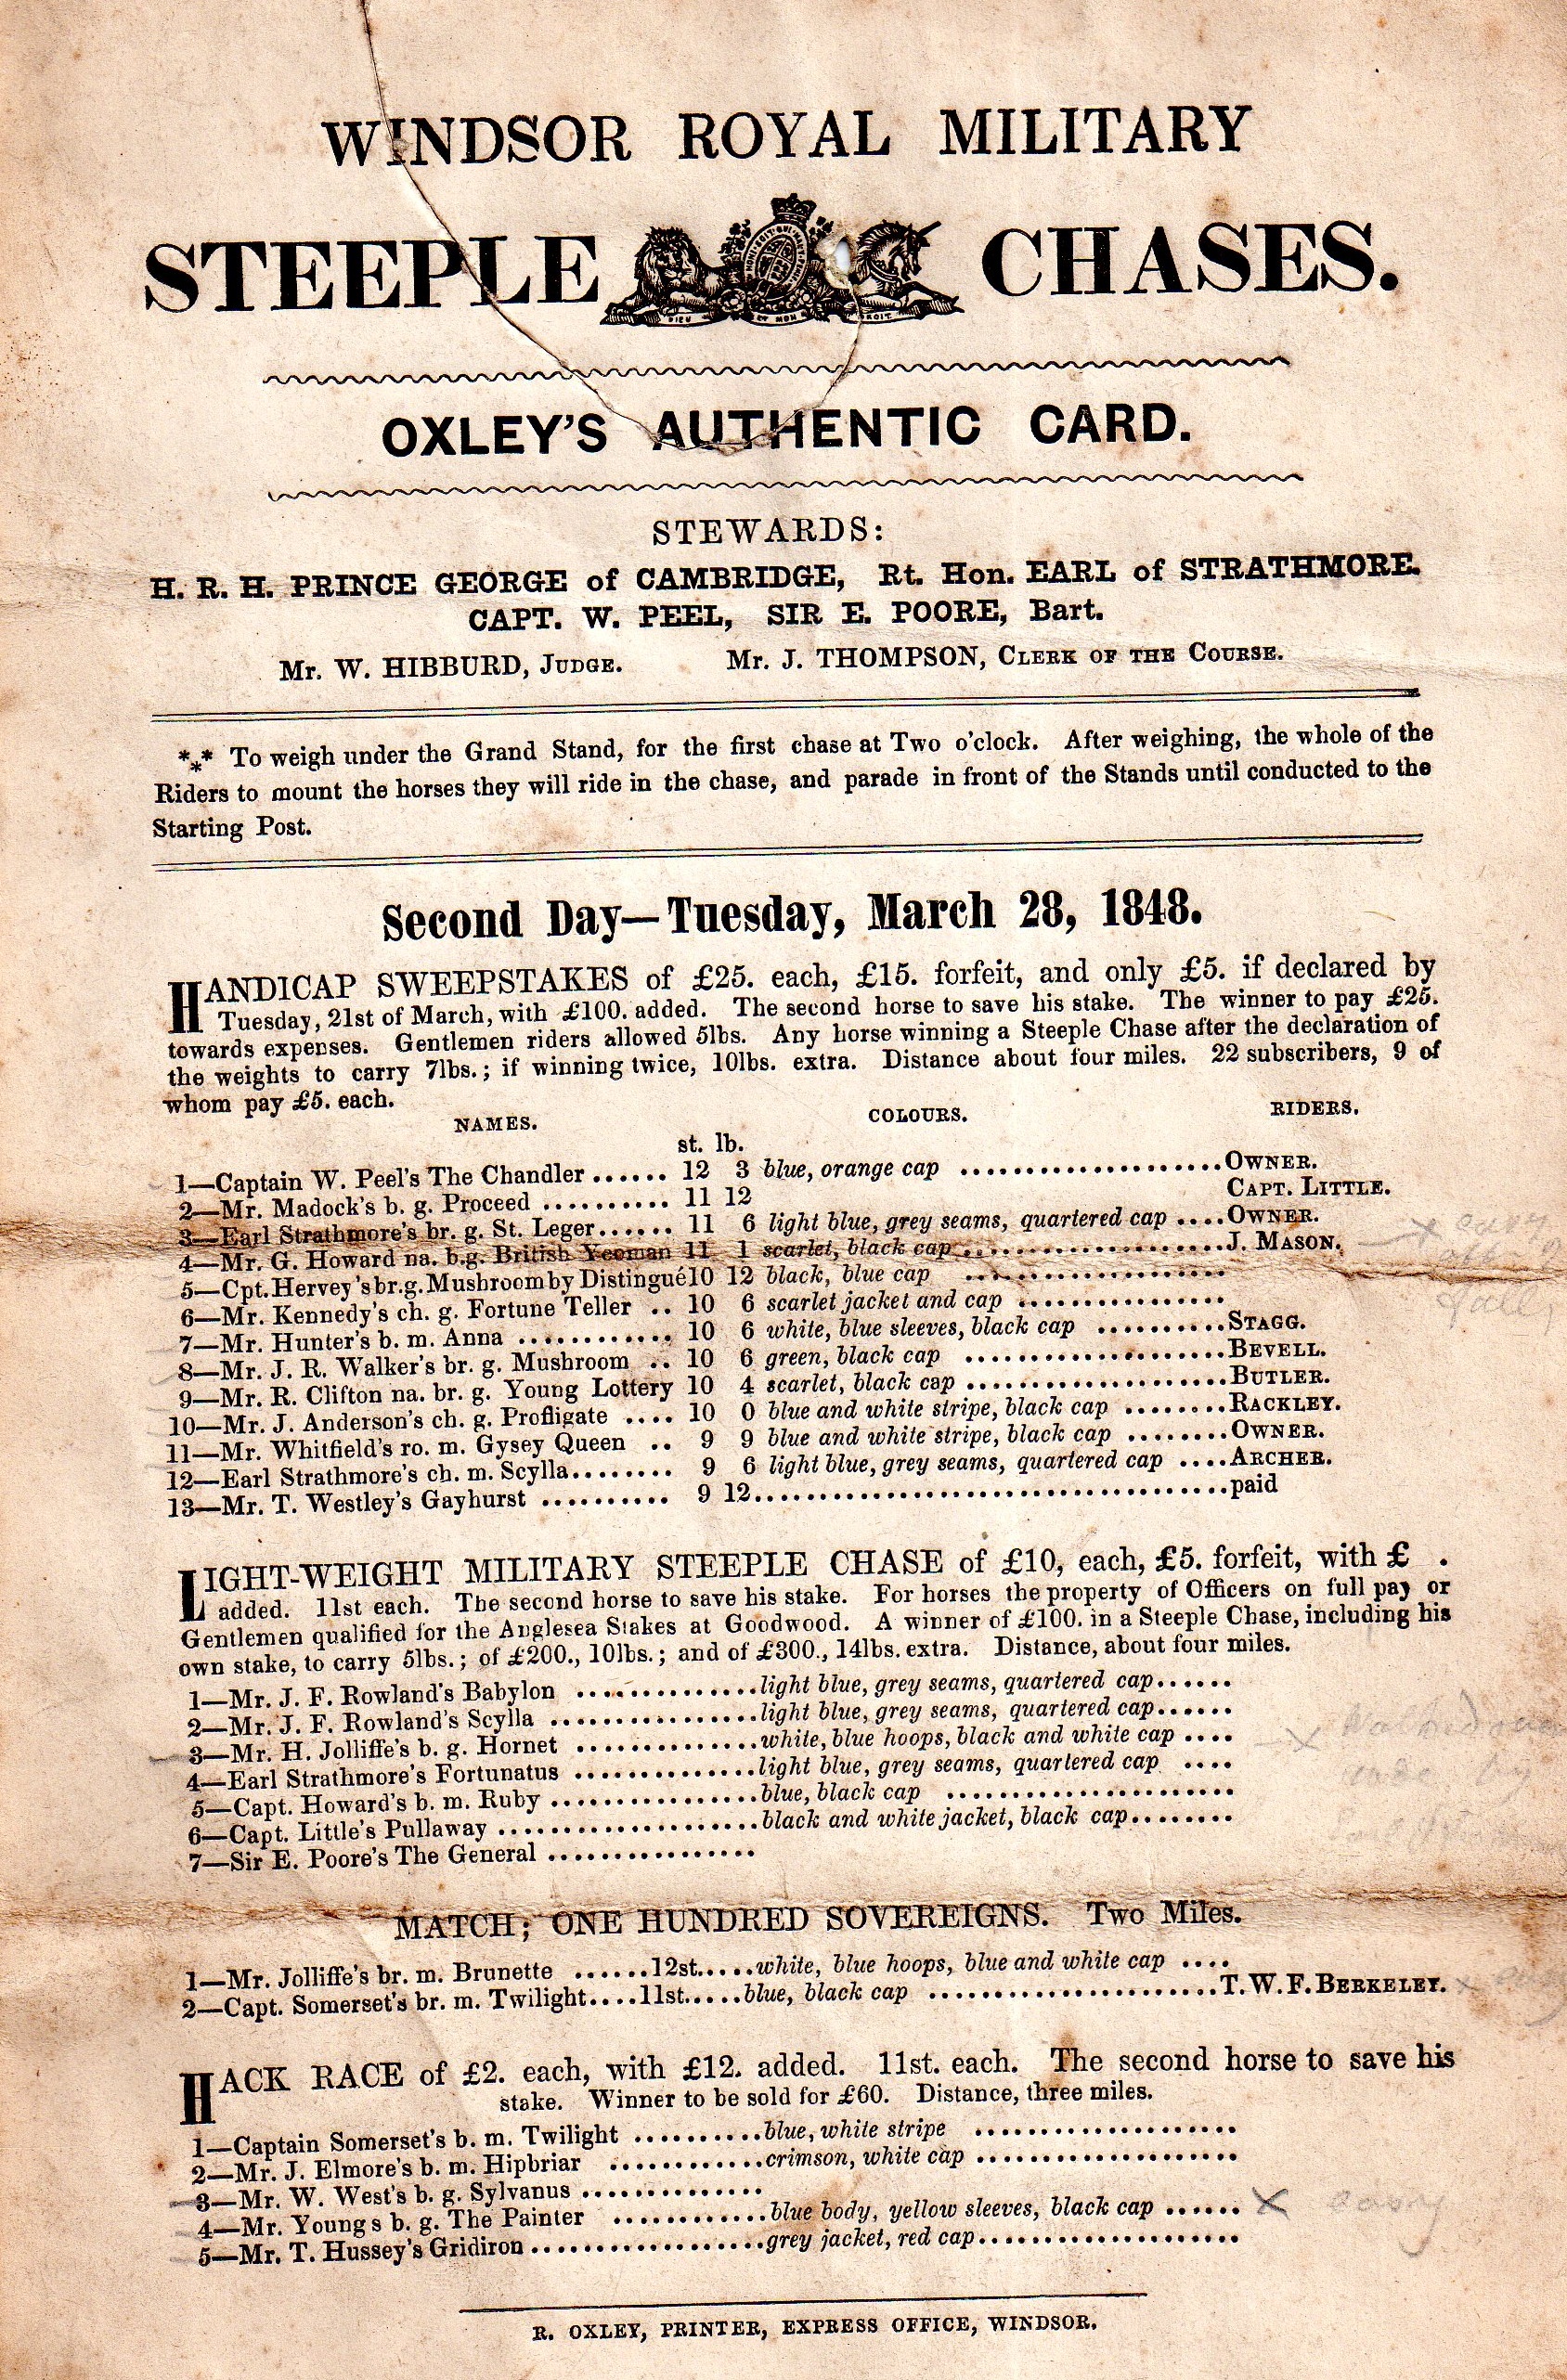 WINDSOR ROYAL MILITARY
STEEPLE CHASES.
HONI SOIT QUI MAL Y PENSE
DIEU ET MON DROIT
OXLEY'S AUTHENTIC CARD.
STEWARDS:
H. R. H. PRINCE GEORGE of CAMBRIDGE, Rt. Hon. EARL of STRATHMORE.
CAPT. W. PEEL, SIR E. POORE, Bart.
Mr. W. HIBBURD, JUDGE. Mr. J. THOMPSON, CLERK OF THE COURSE.
*** To weigh under the Grand Stand, for the first chase at Two o'clock. After weighing, the whole of the
Riders to mount the horses they will ride in the chase, and parade in front of the Stands until conducted to the
Starting Post.
Second Day—Tuesday, March 28, 1848.
HANDICAP SWEEPSTAKES of £25. each, £15. forfeit, and only £5. if declared by
Tuesday, 21st of March, with £100. added. The second horse to save his stake. The winner to pay £25.
towards expenses. Gentlemen riders allowed 5lbs. Any horse winning a Steeple Chase after the declaration of
the weights to carry 7lbs.; if winning twice, 10lbs. extra. Distance about four miles. 22 subscribers, 9 of
whom pay £5. each.
NAMES. COLOURS. RIDERS.
st. lb.
1—Captain W. Peel's The Chandler ...... 12 3 blue, orange cap ......................OWNER.
2—Mr. Madock's b. g. Proceed .......... 11 12 CAPT. LITTLE.
3—Earl Strathmore's br. g. St. Leger...... 11 6 light blue, grey seams, quartered cap ....OWNER.
4—Mr. G. Howard na. b.g. British Yeoman 11 1 scarlet, black cap......................J. MASON. x easy
5—Cpt. Hervey's br.g. Mushroom by Distingué 10 12 black, blue cap ......................
6—Mr. Kennedy's ch. g. Fortune Teller .. 10 6 scarlet jacket and cap ................
7—Mr. Hunter's b. m. Anna ............ 10 6 white, blue sleeves, black cap ..........STAGG.
8—Mr. J. R. Walker's br. g. Mushroom .. 10 6 green, black cap ......................BEVELL.
9—Mr. R. Clifton na. br. g. Young Lottery 10 4 scarlet, black cap ......................BUTLER.
10—Mr. J. Anderson's ch. g. Profligate .... 10 0 blue and white stripe, black cap ........RACKLEY.
11—Mr. Whitfield's ro. m. Gysey Queen .. 9 9 blue and white stripe, black cap ........OWNER.
12—Earl Strathmore's ch. m. Scylla........ 9 6 light blue, grey seams, quartered cap ....ARCHER.
13—Mr. T. Westley's Gayhurst .......... 9 12......................................paid
LIGHT-WEIGHT MILITARY STEEPLE CHASE of £10, each, £5. forfeit, with £ .
added. 11st each. The second horse to save his stake. For horses the property of Officers on full pay or
Gentlemen qualified for the Anglesea Stakes at Goodwood. A winner of £100. in a Steeple Chase, including his
own stake, to carry 5lbs.; of £200., 10lbs.; and of £300., 14lbs. extra. Distance, about four miles.
1—Mr. J. F. Rowland's Babylon ..............light blue, grey seams, quartered cap......
2—Mr. J. F. Rowland's Scylla ................light blue, grey seams, quartered cap......
3—Mr. H. Jolliffe's b. g. Hornet ..............white, blue hoops, black and white cap .... x
4—Earl Strathmore's Fortunatus ..............light blue, grey seams, quartered cap ....
5—Capt. Howard's b. m. Ruby ................blue, black cap ......................
6—Capt. Little's Pullaway ....................black and white jacket, black cap........
7—Sir E. Poore's The General ................
MATCH; ONE HUNDRED SOVEREIGNS. Two Miles.
1—Mr. Jolliffe's br. m. Brunette ......12st.....white, blue hoops, blue and white cap ....
2—Capt. Somerset's br. m. Twilight....11st.....blue, black cap ......................T. W. F. BERKELEY. x
HACK RACE of £2. each, with £12. added. 11st. each. The second horse to save his
stake. Winner to be sold for £60. Distance, three miles.
1—Captain Somerset's b. m. Twilight ..........blue, white stripe ....................
2—Mr. J. Elmore's b. m. Hipbriar ............crimson, white cap ....................
3—Mr. W. West's b. g. Sylvanus ..............
4—Mr. Youngs b. g. The Painter ............blue body, yellow sleeves, black cap ...... x easy
5—Mr. T. Hussey's Gridiron ..................grey jacket, red cap....................
R. OXLEY, PRINTER, EXPRESS OFFICE, WINDSOR.